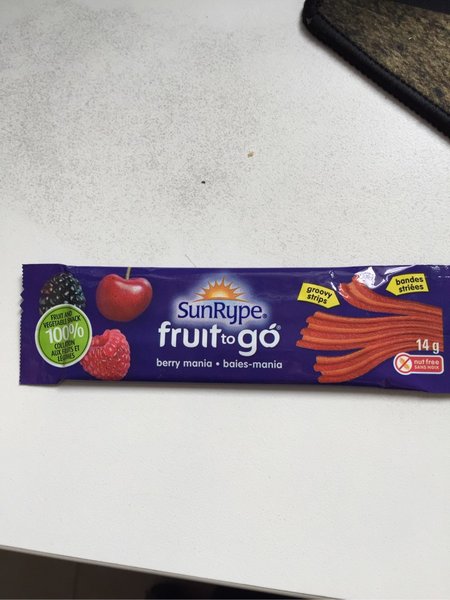 FRUIT AND
VEGETABLE SNACK
100%
COLLATION
AUX FRUITS ET
LÉGUMES
SunRype®
fruit to gó®
berry mania • baies-mania
groovy
strips
bandes
striées
14 g
nut free
SANS NOIX